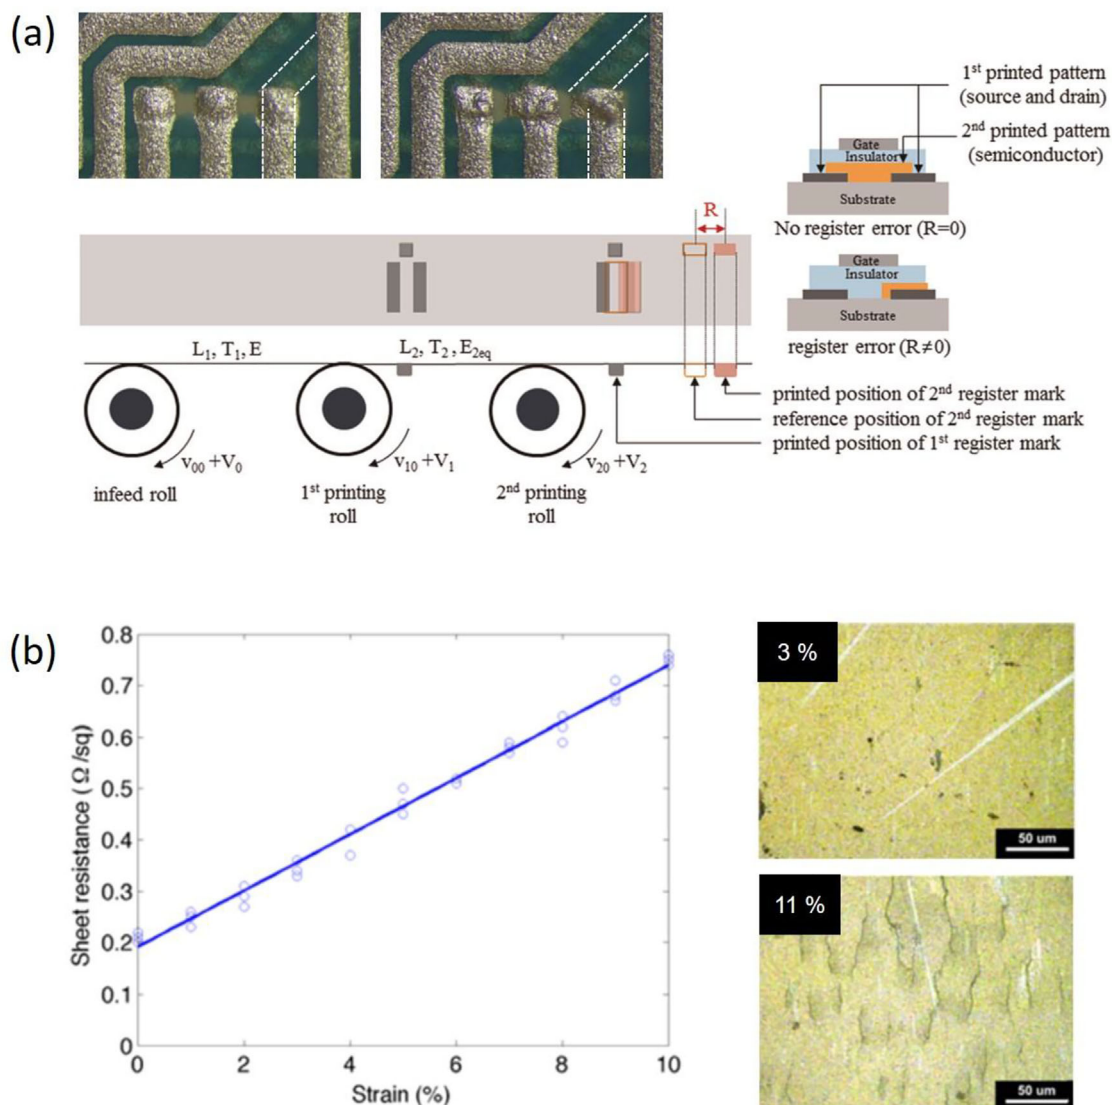 (a)
1st printed pattern
(source and drain)
2nd printed pattern
(semiconductor)
Gate
Insulator
Substrate
No register error (R=0)
R
Gate
Insulator
Substrate
register error (R≠0)
L1, T1, E
L2, T2, E2eq
printed position of 2nd register mark
reference position of 2nd register mark
printed position of 1st register mark
v00 +V0
v10 +V1
v20 +V2
infeed roll
1st printing
roll
2nd printing
roll
(b)
0.8
0.7
0.6
0.5
0.4
0.3
0.2
0.1
0
Sheet resistance (Ω/sq)
0 2 4 6 8 10
Strain (%)
3 %
50 um
11 %
50 um